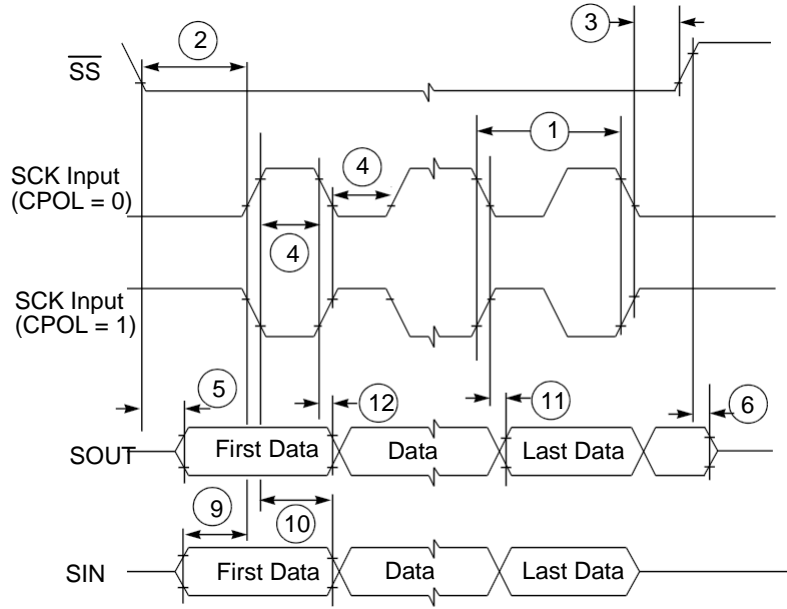 2
3
SS
1
4
SCK Input
(CPOL = 0)
4
SCK Input
(CPOL = 1)
5
12
11
6
SOUT
First Data
Data
Last Data
9
10
SIN
First Data
Data
Last Data